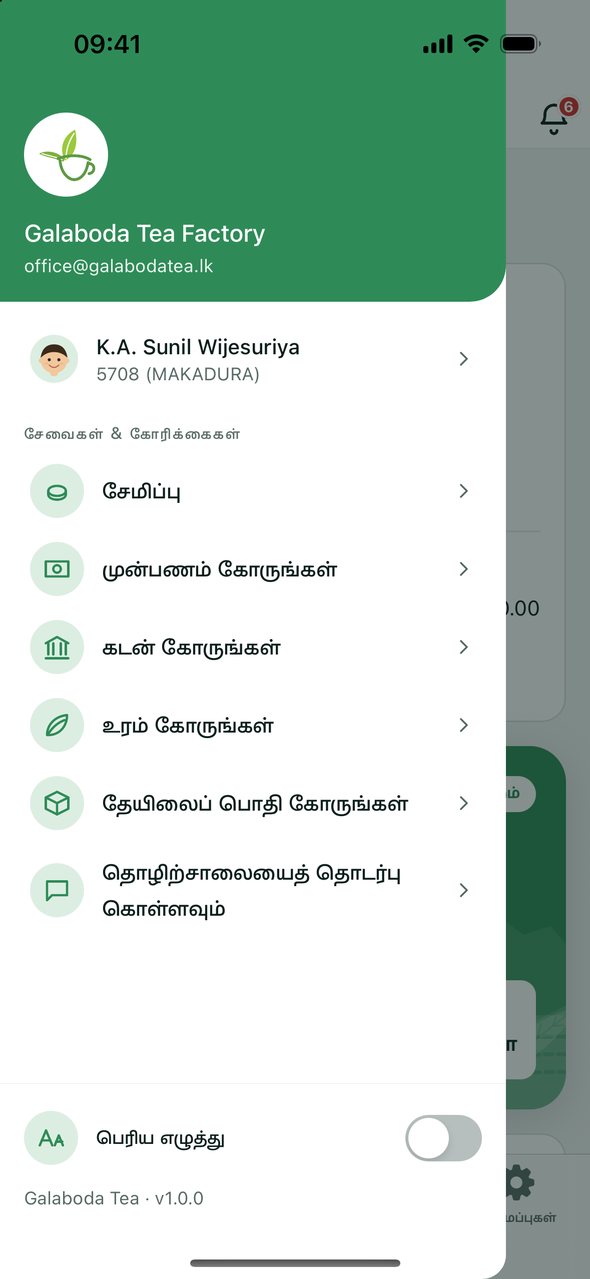 09:41
6
Galaboda Tea Factory
office@galabodatea.lk
K.A. Sunil Wijesuriya
5708 (MAKADURA)
சேவைகள் & கோரிக்கைகள்
சேமிப்பு
முன்பணம் கோருங்கள்
கடன் கோருங்கள்
உரம் கோருங்கள்
தேயிலைப் பொதி கோருங்கள்
தொழிற்சாலையைத் தொடர்பு
கொள்ளவும்
பெரிய எழுத்து
Galaboda Tea · v1.0.0